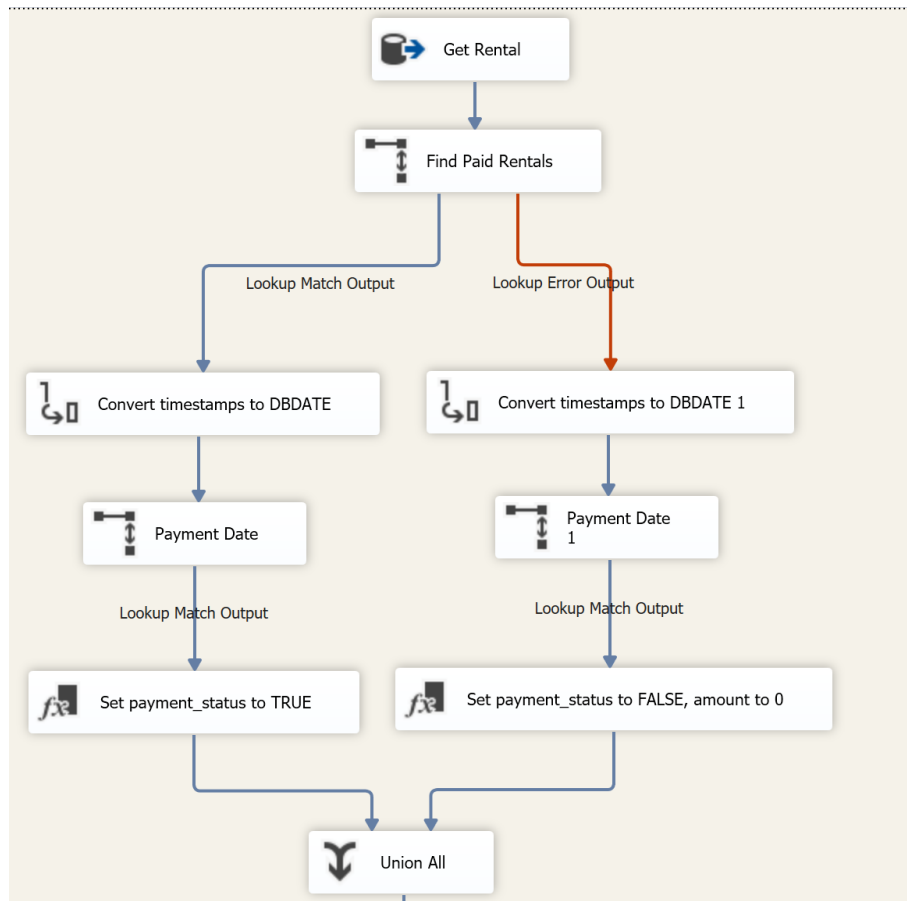 Get Rental
Find Paid Rentals
Lookup Match Output
Lookup Error Output
Convert timestamps to DBDATE
Convert timestamps to DBDATE 1
Payment Date
Payment Date
1
Lookup Match Output
Lookup Match Output
Set payment_status to TRUE
Set payment_status to FALSE, amount to 0
Union All